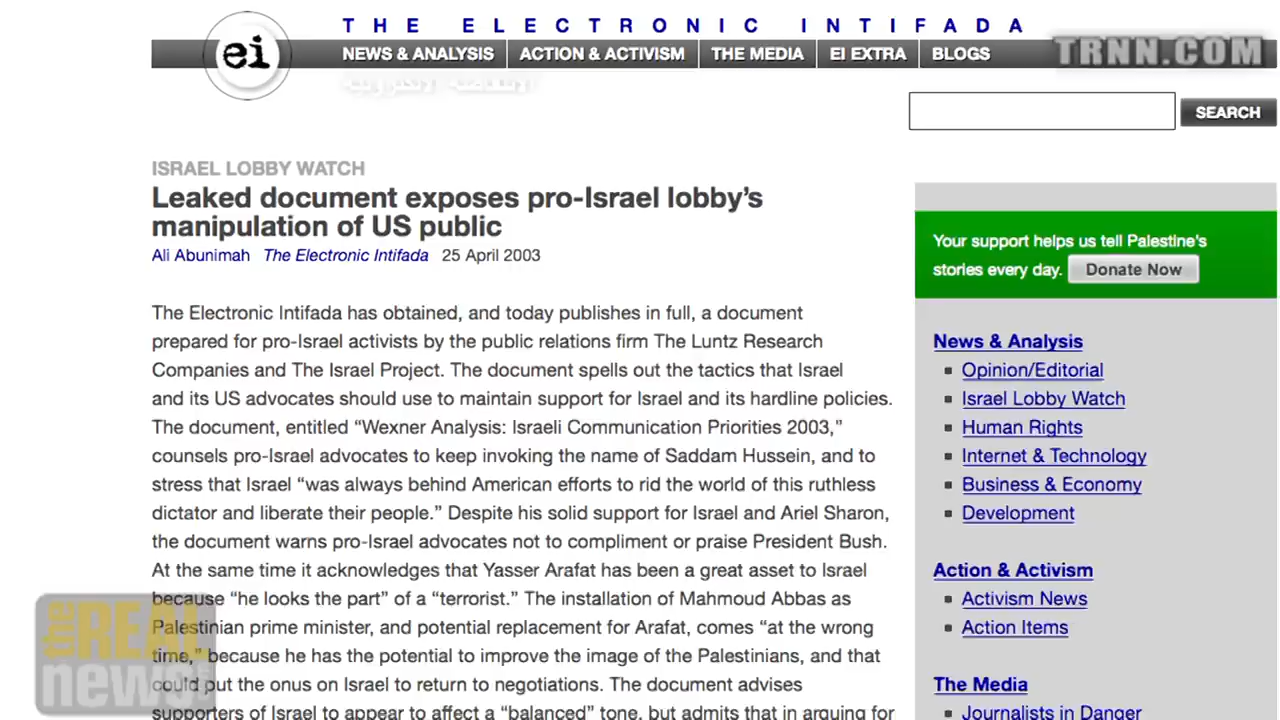 THE ELECTRONIC INTIFADA
ei
NEWS & ANALYSIS ACTION & ACTIVISM THE MEDIA EI EXTRA BLOGS
TRNN.COM
الانتفاضة الالكترونية
SEARCH
ISRAEL LOBBY WATCH
Leaked document exposes pro-Israel lobby’s
manipulation of US public
Ali Abunimah The Electronic Intifada 25 April 2003
The Electronic Intifada has obtained, and today publishes in full, a document
prepared for pro-Israel activists by the public relations firm The Luntz Research
Companies and The Israel Project. The document spells out the tactics that Israel
and its US advocates should use to maintain support for Israel and its hardline policies.
The document, entitled “Wexner Analysis: Israeli Communication Priorities 2003,”
counsels pro-Israel advocates to keep invoking the name of Saddam Hussein, and to
stress that Israel “was always behind American efforts to rid the world of this ruthless
dictator and liberate their people.” Despite his solid support for Israel and Ariel Sharon,
the document warns pro-Israel advocates not to compliment or praise President Bush.
At the same time it acknowledges that Yasser Arafat has been a great asset to Israel
because “he looks the part” of a “terrorist.” The installation of Mahmoud Abbas as
Palestinian prime minister, and potential replacement for Arafat, comes “at the wrong
time,” because he has the potential to improve the image of the Palestinians, and that
could put the onus on Israel to return to negotiations. The document advises
supporters of Israel to appear to affect a “balanced” tone, but admits that in arguing for
Your support helps us tell Palestine’s
stories every day. Donate Now
News & Analysis
Opinion/Editorial
Israel Lobby Watch
Human Rights
Internet & Technology
Business & Economy
Development
Action & Activism
Activism News
Action Items
The Media
Journalists in Danger
the REAL
news